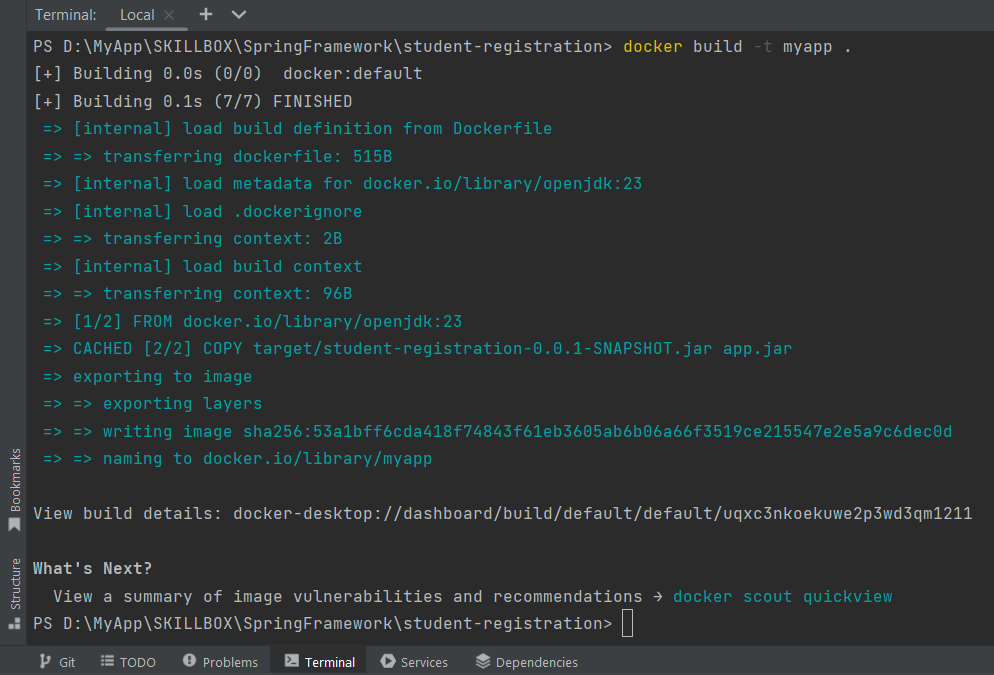 Terminal: Local × + 
PS D:\MyApp\SKILLBOX\SpringFramework\student-registration> docker build -t myapp .
[+] Building 0.0s (0/0)  docker:default
[+] Building 0.1s (7/7) FINISHED
 => [internal] load build definition from Dockerfile
 => => transferring dockerfile: 515B
 => [internal] load metadata for docker.io/library/openjdk:23
 => [internal] load .dockerignore
 => => transferring context: 2B
 => [internal] load build context
 => => transferring context: 96B
 => [1/2] FROM docker.io/library/openjdk:23
 => CACHED [2/2] COPY target/student-registration-0.0.1-SNAPSHOT.jar app.jar
 => exporting to image
 => => exporting layers
 => => writing image sha256:53a1bff6cda418f74843f61eb3605ab6b06a66f3519ce215547e2e5a9c6dec0d
 => => naming to docker.io/library/myapp
View build details: docker-desktop://dashboard/build/default/default/uqxc3nkoekuwe2p3wd3qm1211
What's Next?
  View a summary of image vulnerabilities and recommendations → docker scout quickview
PS D:\MyApp\SKILLBOX\SpringFramework\student-registration>
Bookmarks
Structure
Git TODO Problems Terminal Services Dependencies